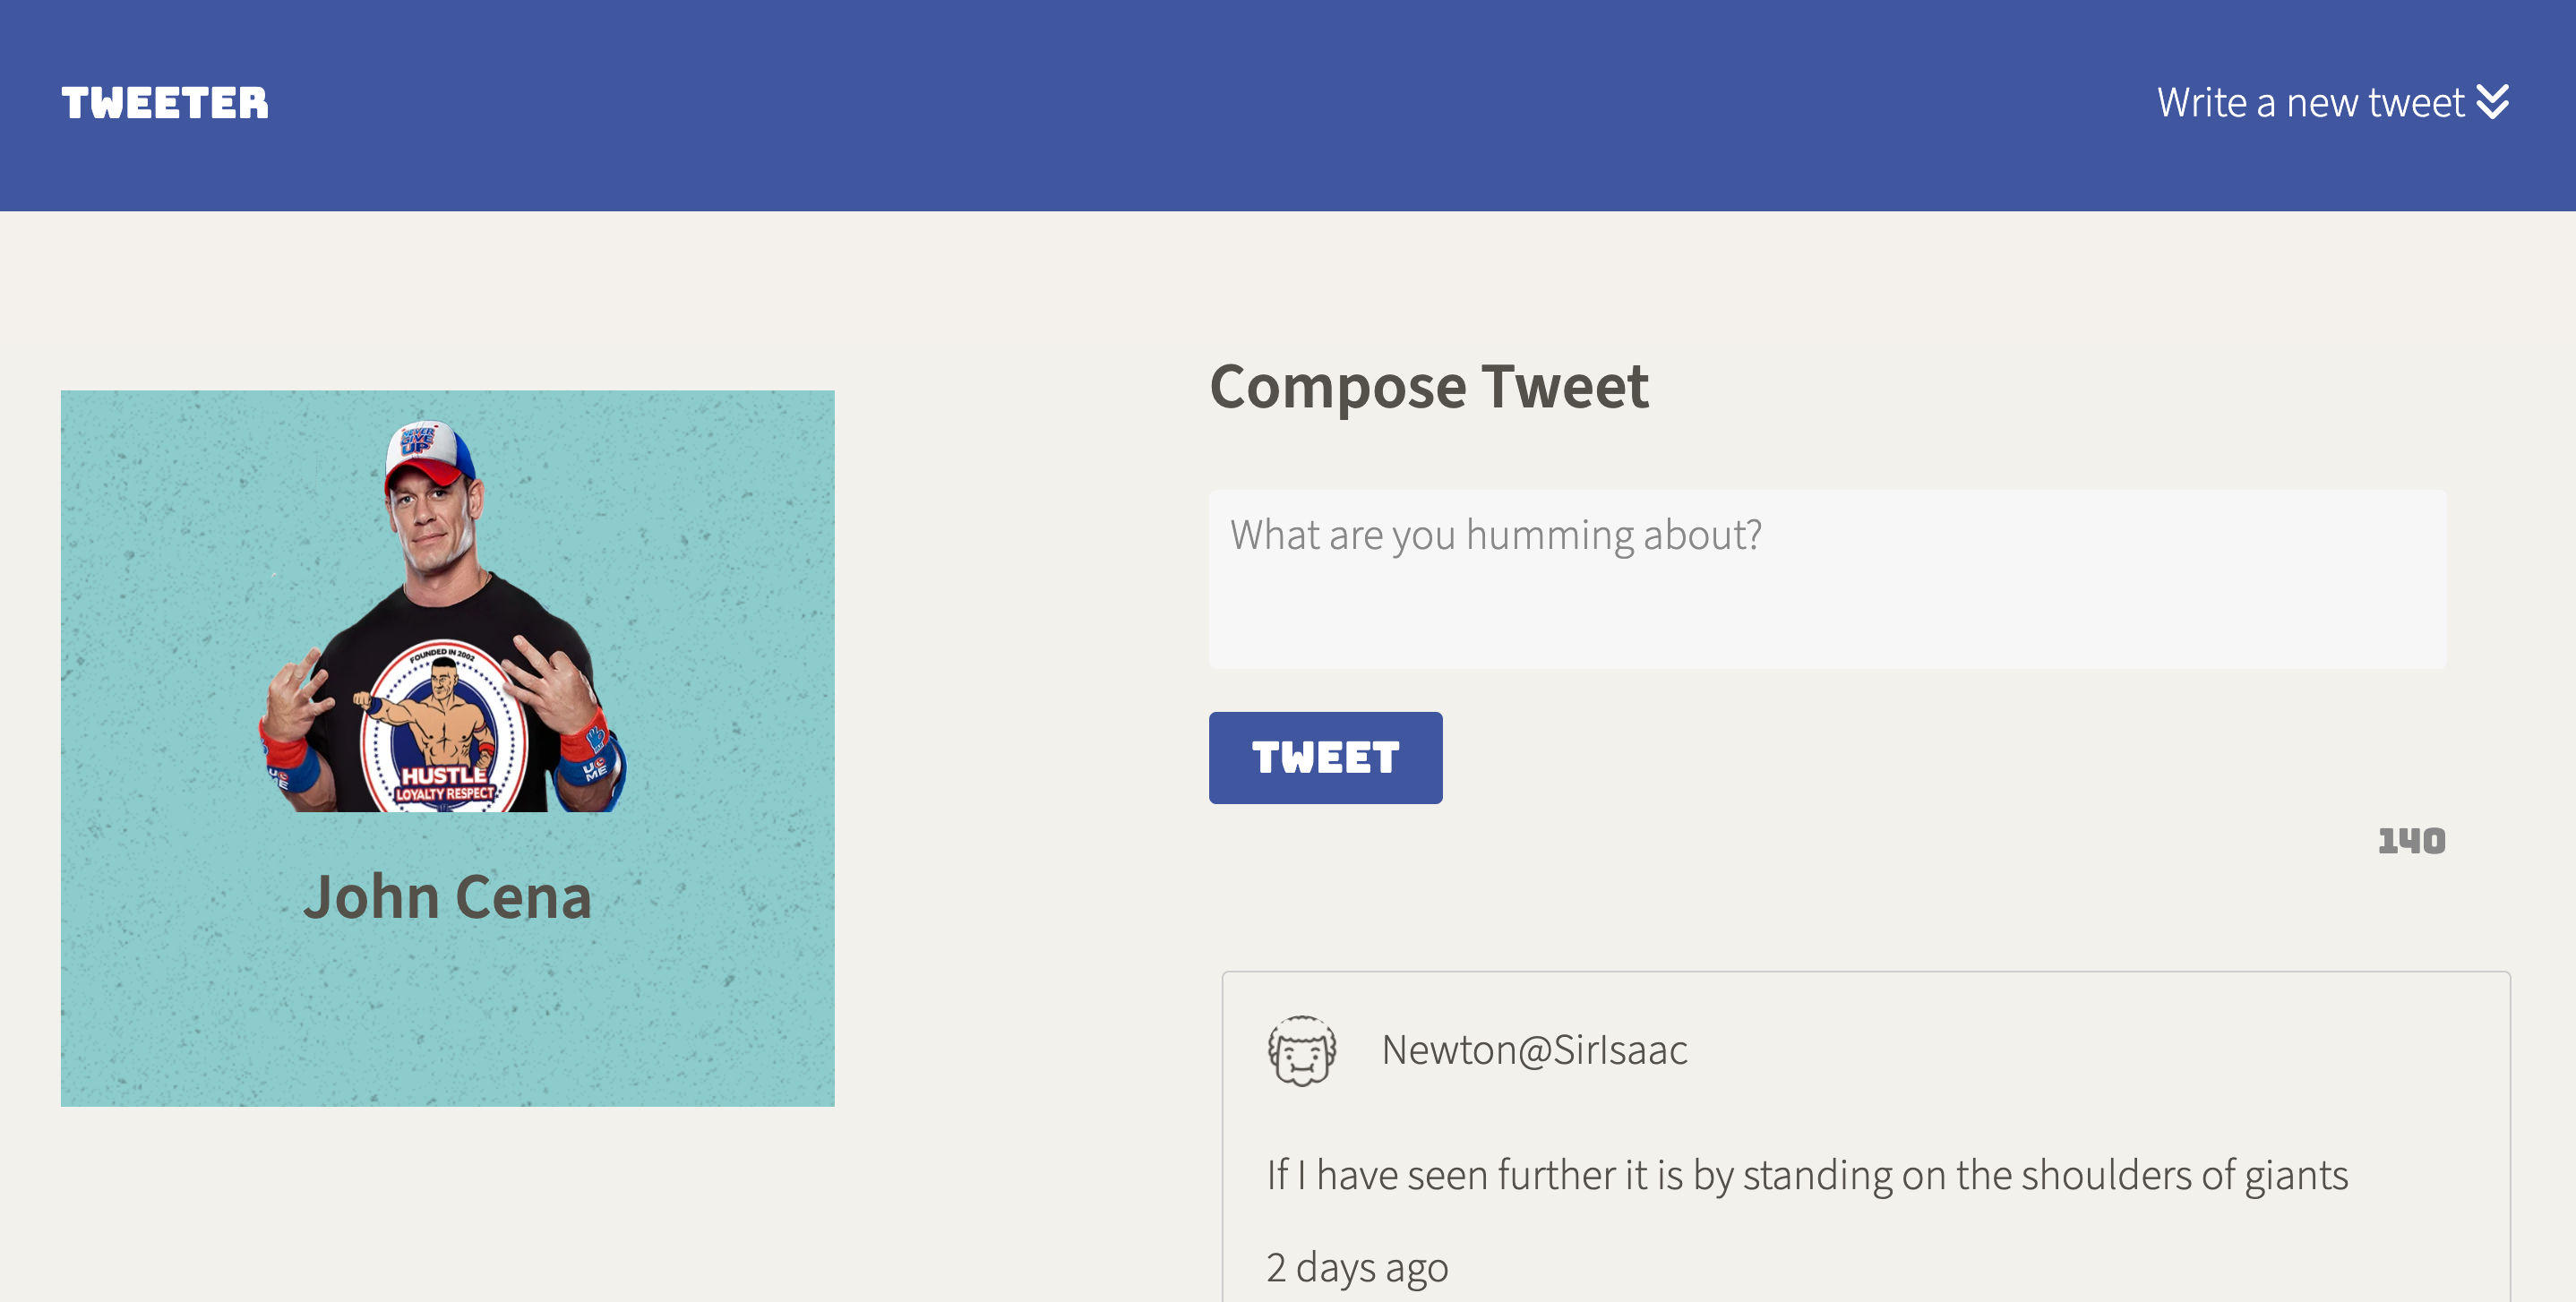 TWEETER
Write a new tweet
NEVER
GIVE
UP
FOUNDED IN 2002
HUSTLE
LOYALTY RESPECT
U C
ME
U C
ME
John Cena
Compose Tweet
What are you humming about?
TWEET
140
Newton@SirIsaac
If I have seen further it is by standing on the shoulders of giants
2 days ago